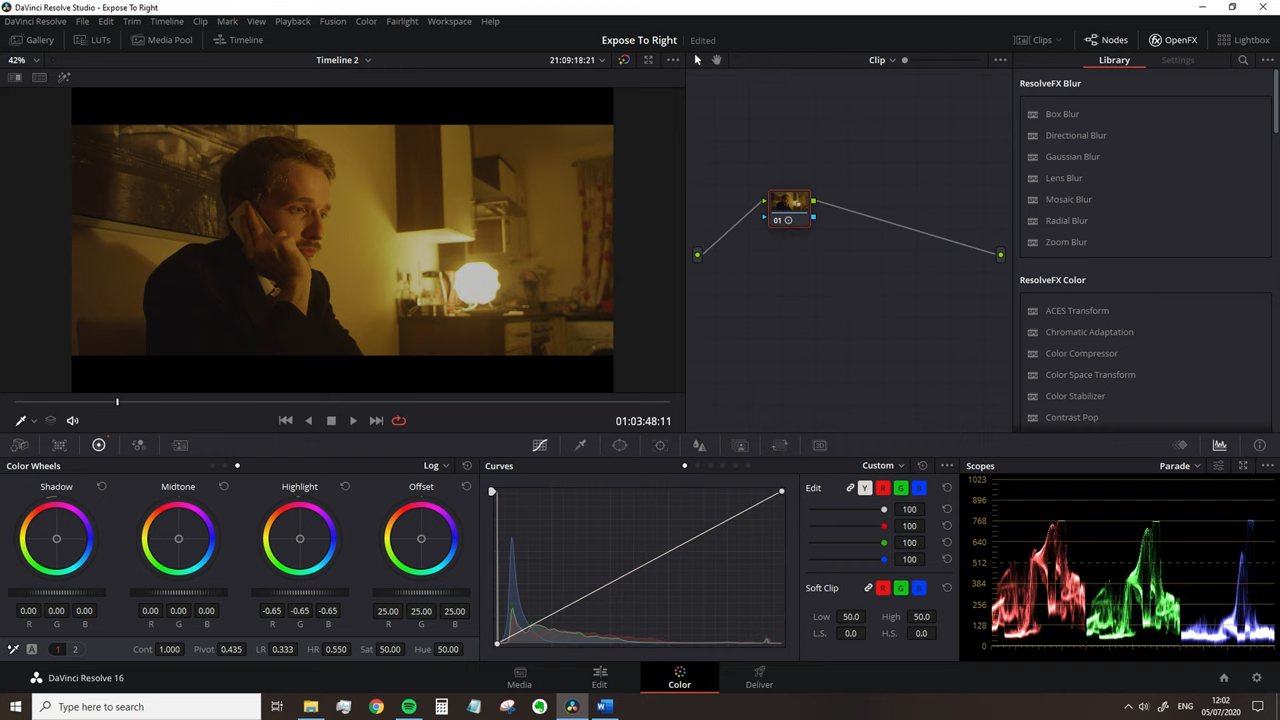 DaVinci Resolve Studio - Expose To Right
DaVinci Resolve File Edit Trim Timeline Clip Mark View Playback Fusion Color Fairlight Workspace Help
Gallery LUTs Media Pool Timeline Expose To Right Edited Clips Nodes OpenFX Lightbox
42% Timeline 2 21:09:18:21 Clip Library Settings
ResolveFX Blur
Box Blur
Directional Blur
Gaussian Blur
Lens Blur
Mosaic Blur
Radial Blur
Zoom Blur
01
ResolveFX Color
ACES Transform
Chromatic Adaptation
Color Compressor
Color Space Transform
Color Stabilizer
Contrast Pop
01:03:48:11
Color Wheels Log Curves Custom Scopes Parade
Shadow Midtone Highlight Offset
0.00 0.00 0.00 0.00 0.00 0.00 -0.65 -0.65 -0.65 25.00 25.00 25.00
R G B R G B R G B R G B
A 1 2 Cont 1.000 Pivot 0.435 LR 0.333 HR 0.550 Sat 50.00 Hue 50.00
Edit Y R G B
100
100
100
100
Soft Clip R G B
Low 50.0 High 50.0
L.S. 0.0 H.S. 0.0
1023
896
768
640
512
384
256
128
0
DaVinci Resolve 16 Media Edit Color Deliver
Type here to search
ENG
12:02
05/07/2020